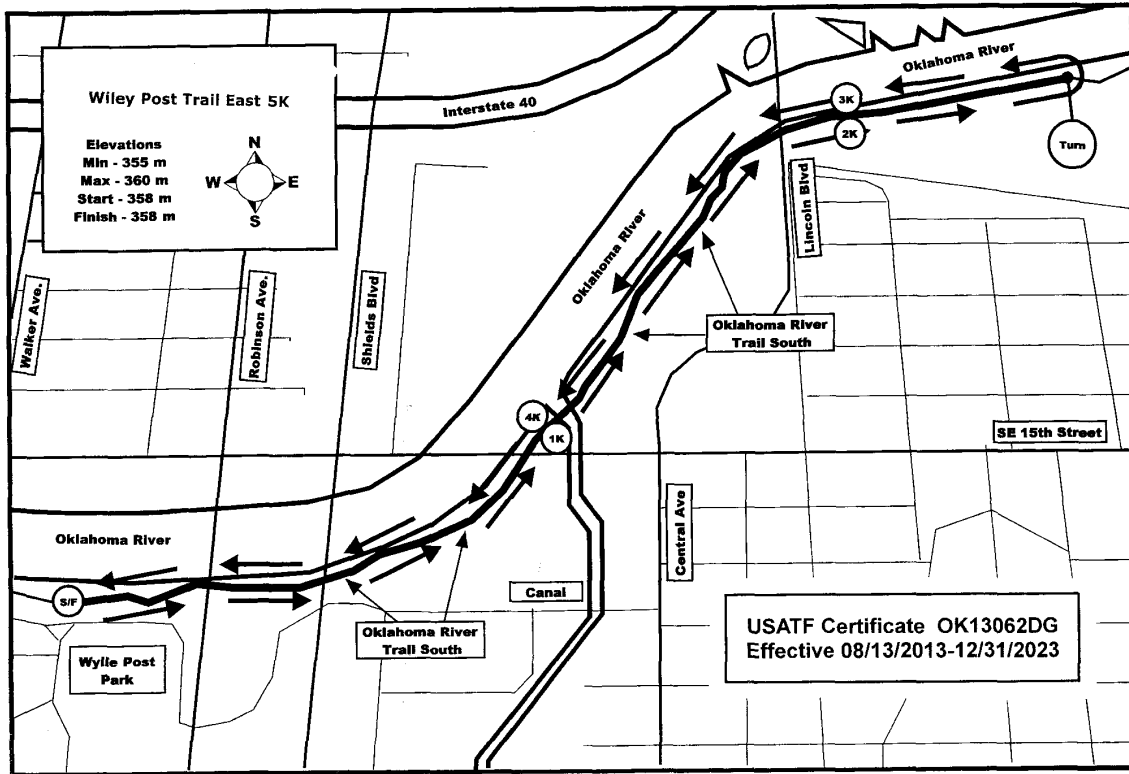 Wiley Post Trail East 5K
Elevations
Min - 355 m
Max - 360 m
Start - 358 m
Finish - 358 m
N
W E
S
Interstate 40
Oklahoma River
3K
2K
Turn
Walker Ave.
Robinson Ave.
Shields Blvd
Oklahoma River
Lincoln Blvd
Oklahoma River
Trail South
4K
1K
SE 15th Street
Oklahoma River
Central Ave
S/F
Canal
Oklahoma River
Trail South
Wylie Post
Park
USATF Certificate OK13062DG
Effective 08/13/2013-12/31/2023